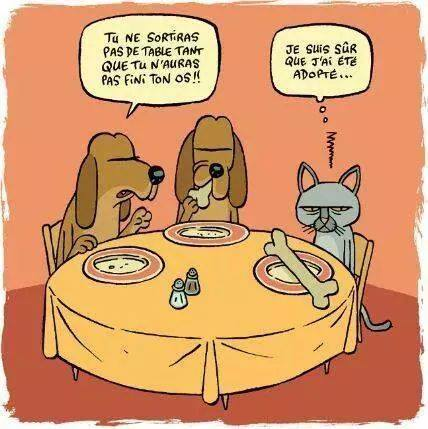 TU NE SORTIRAS
PAS DE TABLE TANT
QUE TU N'AURAS
PAS FINI TON OS!!
JE SUIS SÛR
QUE J'AI ÉTÉ
ADOPTÉ...